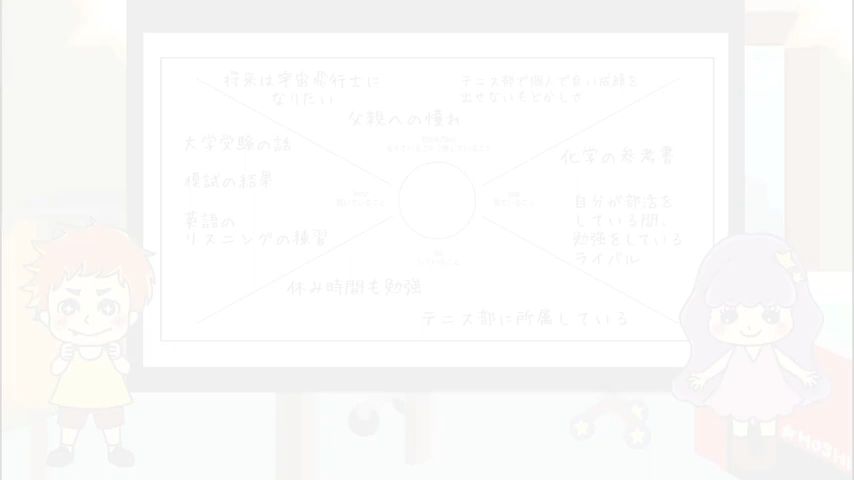 将来は宇宙飛行士に
なりたい
テニス部で個人で良い成績を
出せないもどかしさ
父親への憧れ
大学受験の話
化学の参考書
模試の結果
自分が部活を
している間に
勉強をしている
ライバル
英語の
リスニングの練習
休み時間も勉強
テニス部に所属している